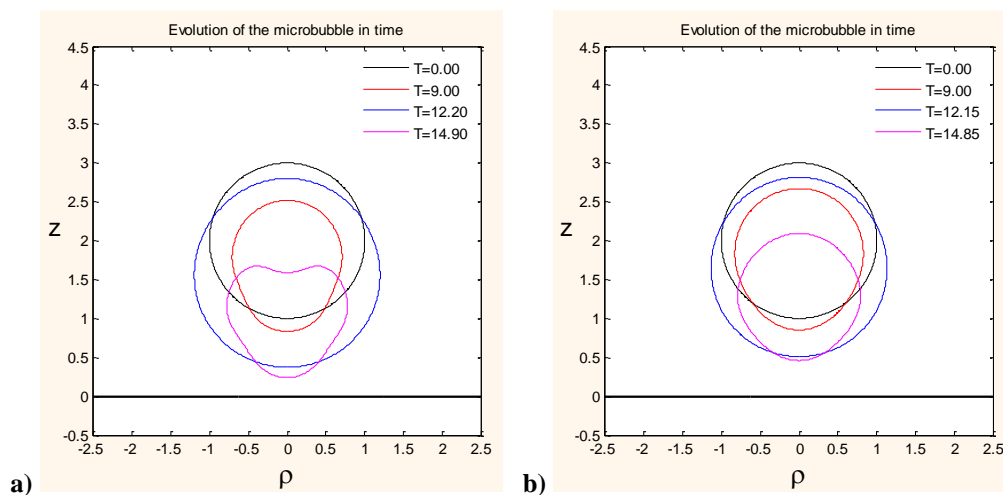 Evolution of the microbubble in time
4.5
4
3.5
3
2.5
2
1.5
1
0.5
0
-0.5
z
T=0.00
T=9.00
T=12.20
T=14.90
-2.5 -2 -1.5 -1 -0.5 0 0.5 1 1.5 2 2.5
ρ
a)
Evolution of the microbubble in time
4.5
4
3.5
3
2.5
2
1.5
1
0.5
0
-0.5
z
T=0.00
T=9.00
T=12.15
T=14.85
-2.5 -2 -1.5 -1 -0.5 0 0.5 1 1.5 2 2.5
ρ
b)